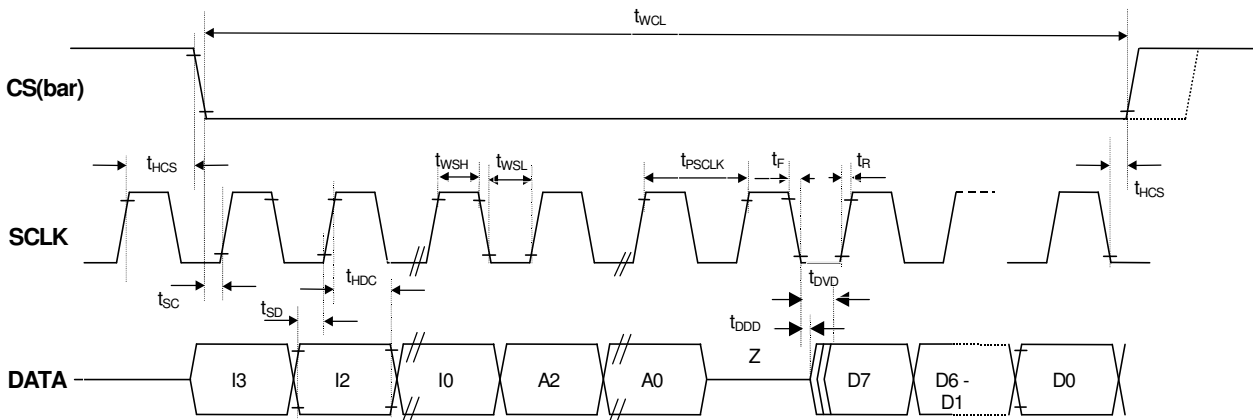 tWCL
CS(bar)
tHCS
tWSH
tWSL
tPSCLK
tF
tR
tHCS
SCLK
tSC
tSD
tHDC
tDVD
tDDD
Z
DATA
I3
I2
I0
A2
A0
D7
D6 -
D1
D0